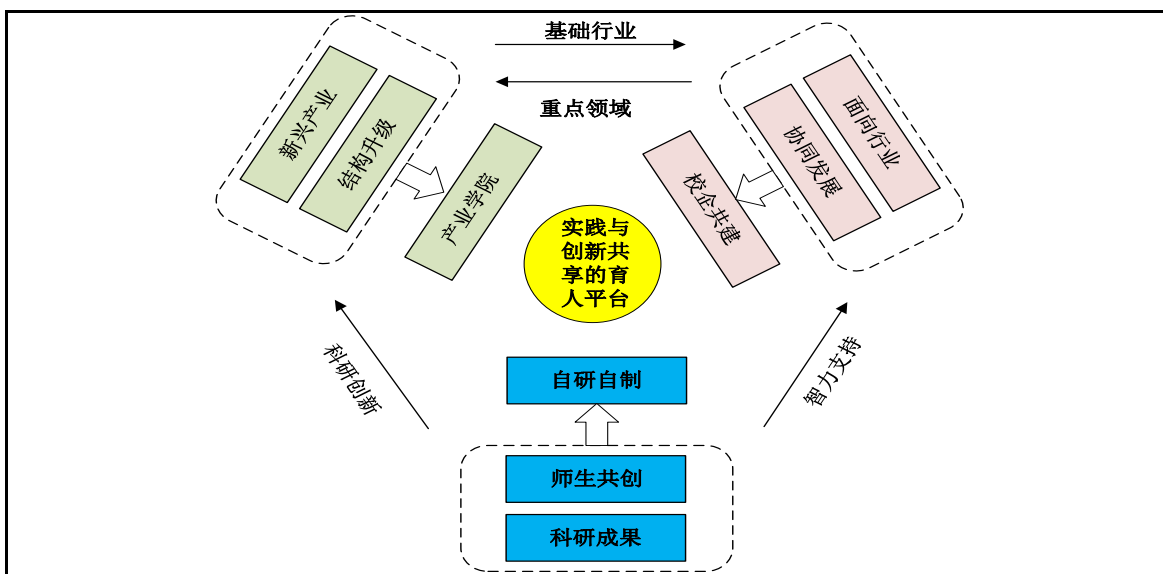 基础行业
重点领域
新兴产业
结构升级
产业学院
面向行业
协同发展
校企共建
实践与
创新共
享的育
人平台
科研创新
智力支持
自研自制
师生共创
科研成果